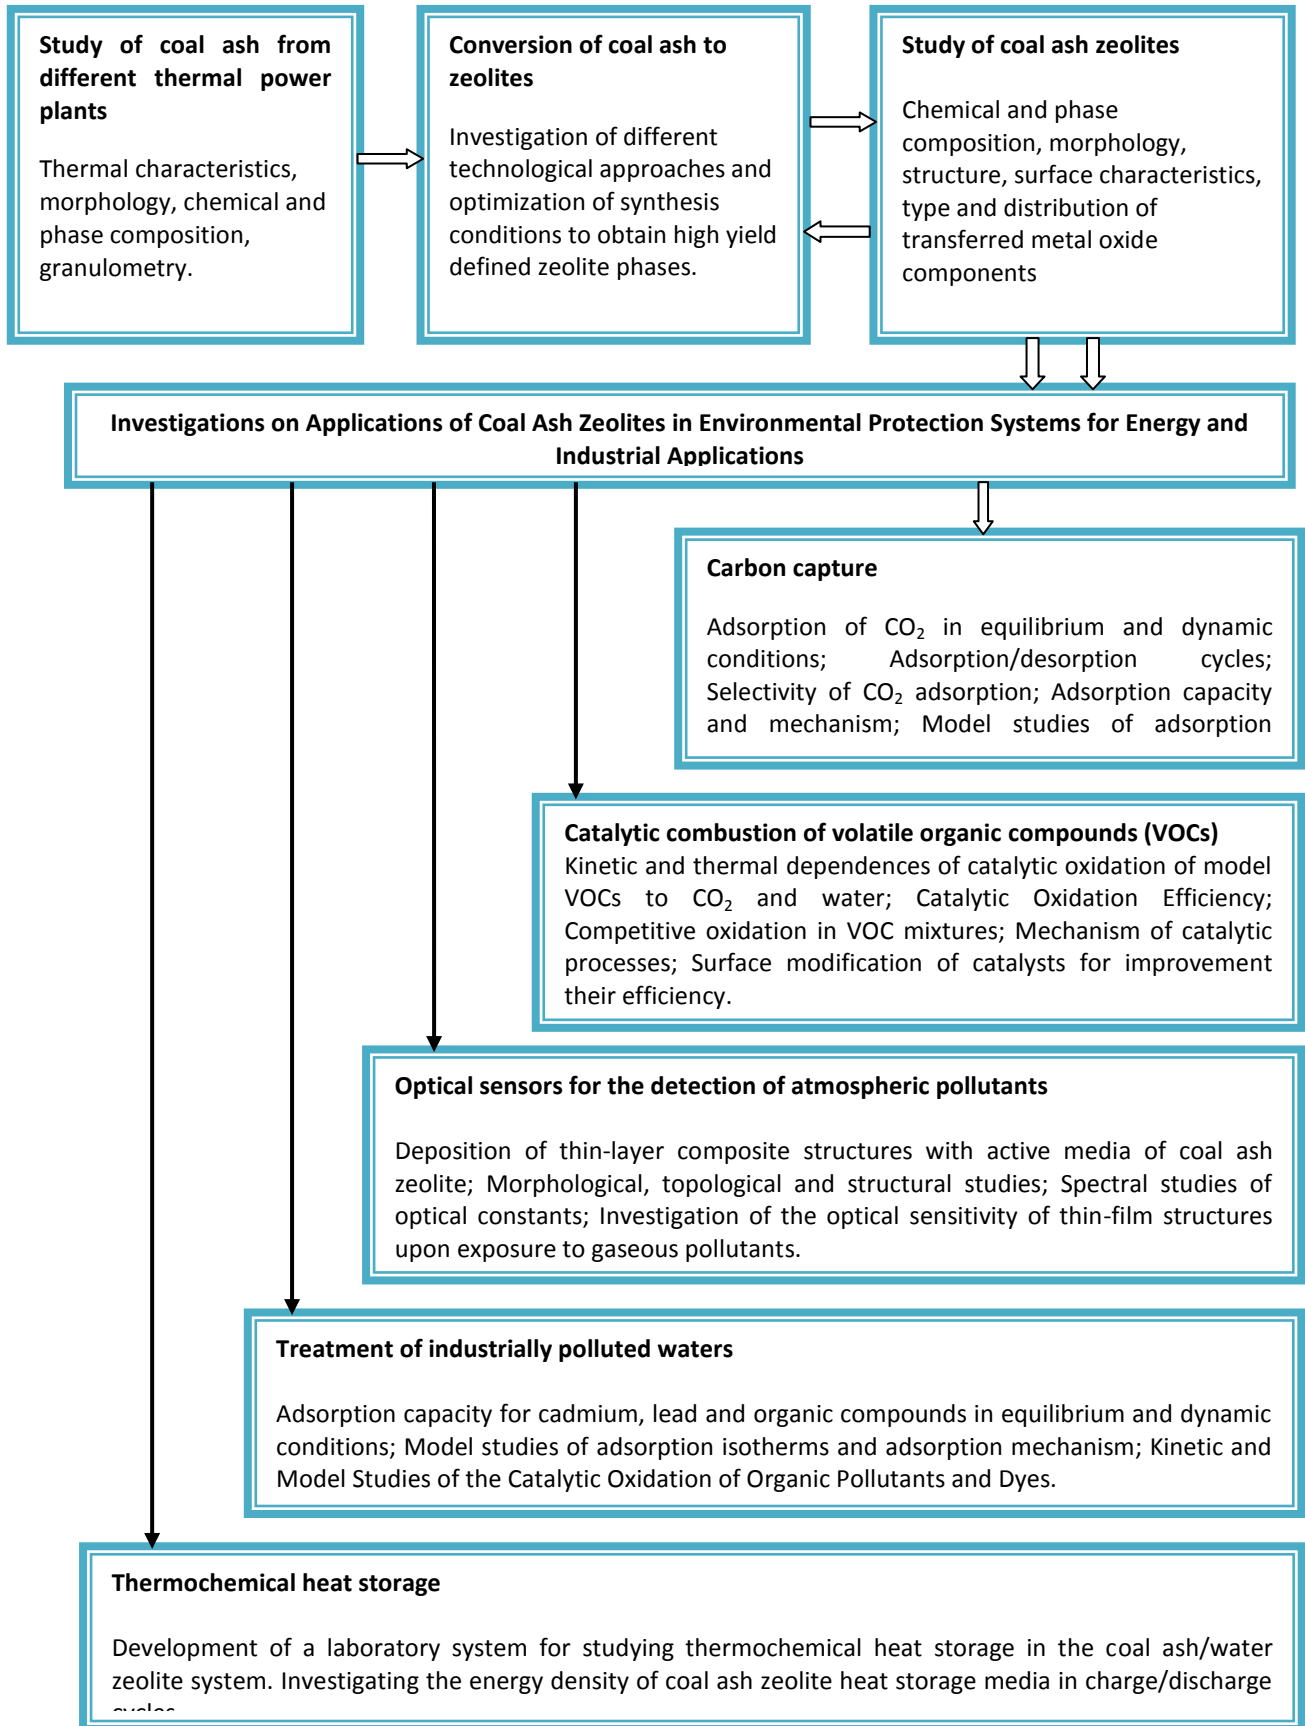 Study of coal ash from
different thermal power
plants
Thermal characteristics,
morphology, chemical and
phase composition,
granulometry.
Conversion of coal ash to
zeolites
Investigation of different
technological approaches and
optimization of synthesis
conditions to obtain high yield
defined zeolite phases.
Study of coal ash zeolites
Chemical and phase
composition, morphology,
structure, surface characteristics,
type and distribution of
transferred metal oxide
components
Investigations on Applications of Coal Ash Zeolites in Environmental Protection Systems for Energy and
Industrial Applications
Carbon capture
Adsorption of CO₂ in equilibrium and dynamic
conditions; Adsorption/desorption cycles;
Selectivity of CO₂ adsorption; Adsorption capacity
and mechanism; Model studies of adsorption
Catalytic combustion of volatile organic compounds (VOCs)
Kinetic and thermal dependences of catalytic oxidation of model
VOCs to CO₂ and water; Catalytic Oxidation Efficiency;
Competitive oxidation in VOC mixtures; Mechanism of catalytic
processes; Surface modification of catalysts for improvement
their efficiency.
Optical sensors for the detection of atmospheric pollutants
Deposition of thin-layer composite structures with active media of coal ash
zeolite; Morphological, topological and structural studies; Spectral studies of
optical constants; Investigation of the optical sensitivity of thin-film structures
upon exposure to gaseous pollutants.
Treatment of industrially polluted waters
Adsorption capacity for cadmium, lead and organic compounds in equilibrium and dynamic
conditions; Model studies of adsorption isotherms and adsorption mechanism; Kinetic and
Model Studies of the Catalytic Oxidation of Organic Pollutants and Dyes.
Thermochemical heat storage
Development of a laboratory system for studying thermochemical heat storage in the coal ash/water
zeolite system. Investigating the energy density of coal ash zeolite heat storage media in charge/discharge